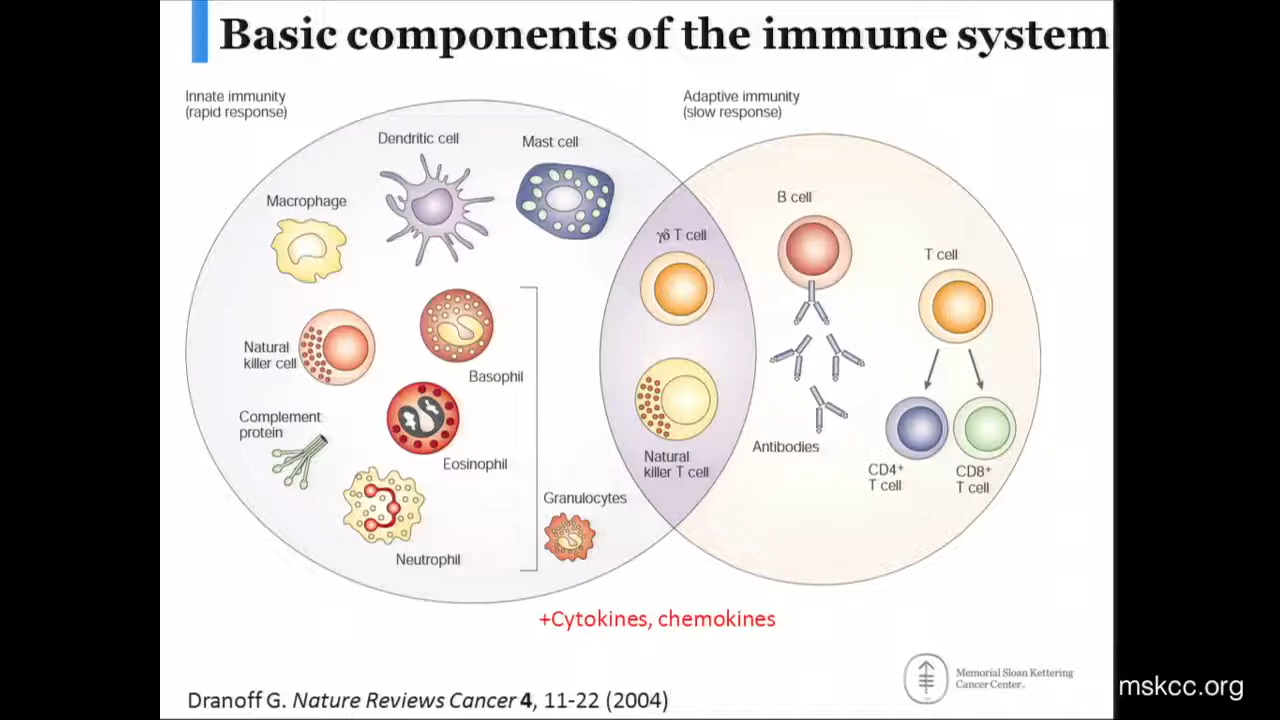 Basic components of the immune system
Innate immunity
(rapid response)
Adaptive immunity
(slow response)
Dendritic cell
Mast cell
Macrophage
B cell
γδ T cell
T cell
Natural
killer cell
Basophil
Complement
protein
Eosinophil
Natural
killer T cell
Antibodies
CD4+
T cell
CD8+
T cell
Granulocytes
Neutrophil
+Cytokines, chemokines
Memorial Sloan Kettering
Cancer Center™
Dranoff G. Nature Reviews Cancer 4, 11-22 (2004)
mskcc.org